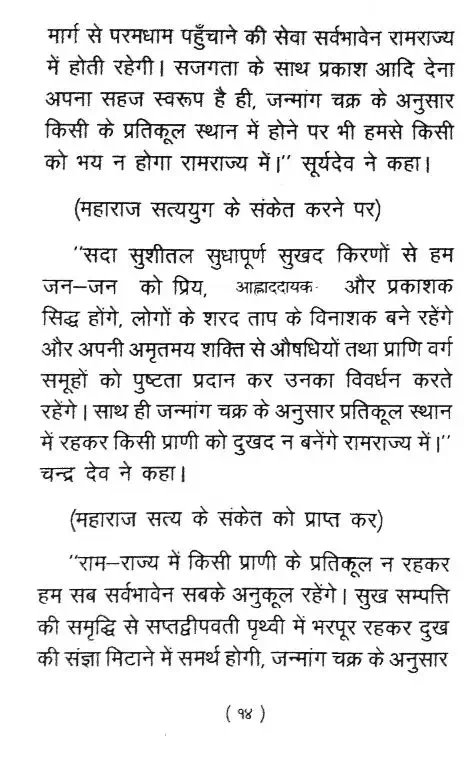 मार्ग से परमधाम पहुँचाने की सेवा सर्वभावेन रामराज्य
में होती रहेगी। सजगता के साथ प्रकाश आदि देना
अपना सहज स्वरूप है ही, जन्मांग चक्र के अनुसार
किसी के प्रतिकूल स्थान में होने पर भी हमसे किसी
को भय न होगा रामराज्य में।'' सूर्यदेव ने कहा।
(महाराज सत्ययुग के संकेत करने पर)
''सदा सुशीतल सुधापूर्ण सुखद किरणों से हम
जन–जन को प्रिय, आह्लाददायक और प्रकाशक
सिद्ध होंगे, लोगों के शरद ताप के विनाशक बने रहेंगे
और अपनी अमृतमय शक्ति से औषधियों तथा प्राणि वर्ग
समूहों को पुष्टता प्रदान कर उनका विवर्धन करते
रहेंगे। साथ ही जन्मांग चक्र के अनुसार प्रतिकूल स्थान
में रहकर किसी प्राणी को दुखद न बनेंगे रामराज्य में।''
चन्द्र देव ने कहा।
(महाराज सत्य के संकेत को प्राप्त कर)
''राम–राज्य में किसी प्राणी के प्रतिकूल न रहकर
हम सब सर्वभावेन सबके अनुकूल रहेंगे। सुख सम्पत्ति
की समृद्धि से सप्तद्वीपवती पृथ्वी में भरपूर रहकर दुख
की संज्ञा मिटाने में समर्थ होगी, जन्मांग चक्र के अनुसार
( १४ )